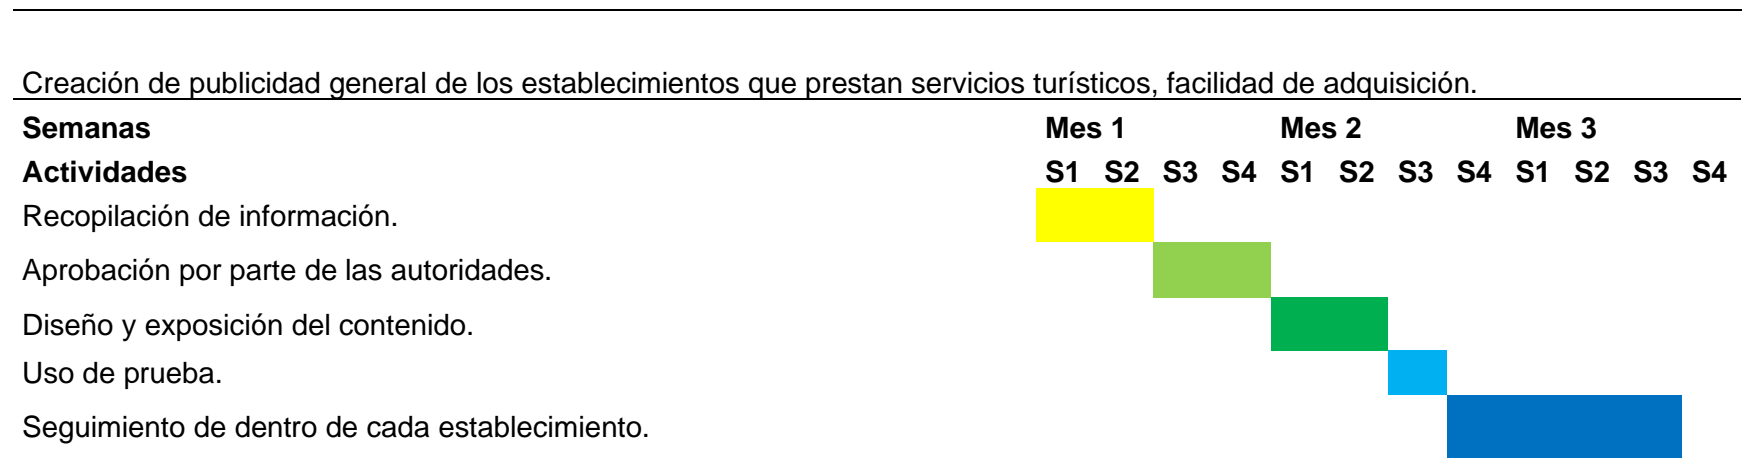 Creación de publicidad general de los establecimientos que prestan servicios turísticos, facilidad de adquisición.
Semanas Mes 1 Mes 2 Mes 3
Actividades S1 S2 S3 S4 S1 S2 S3 S4 S1 S2 S3 S4
Recopilación de información.
Aprobación por parte de las autoridades.
Diseño y exposición del contenido.
Uso de prueba.
Seguimiento de dentro de cada establecimiento.